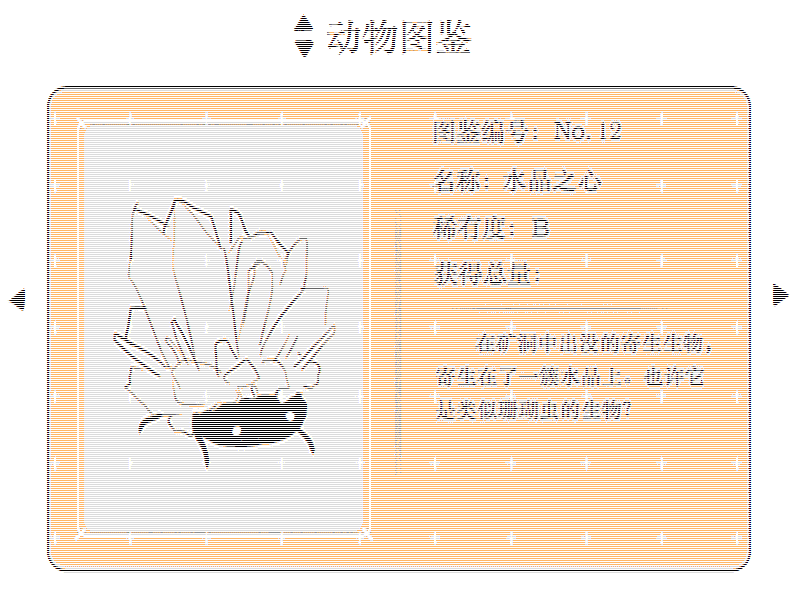 动物图鉴
图鉴编号：No.12
名称：水晶之心
稀有度：B
获得总量：
在矿洞中出没的寄生生物，
寄生在了一簇水晶上。也许它
是类似珊瑚虫的生物？